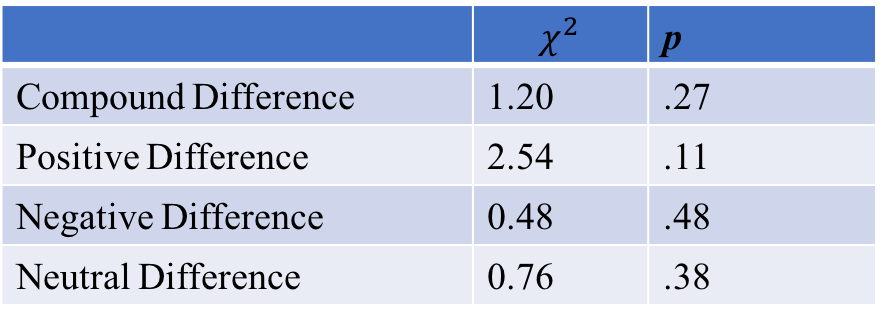 χ² p
Compound Difference 1.20 .27
Positive Difference 2.54 .11
Negative Difference 0.48 .48
Neutral Difference 0.76 .38